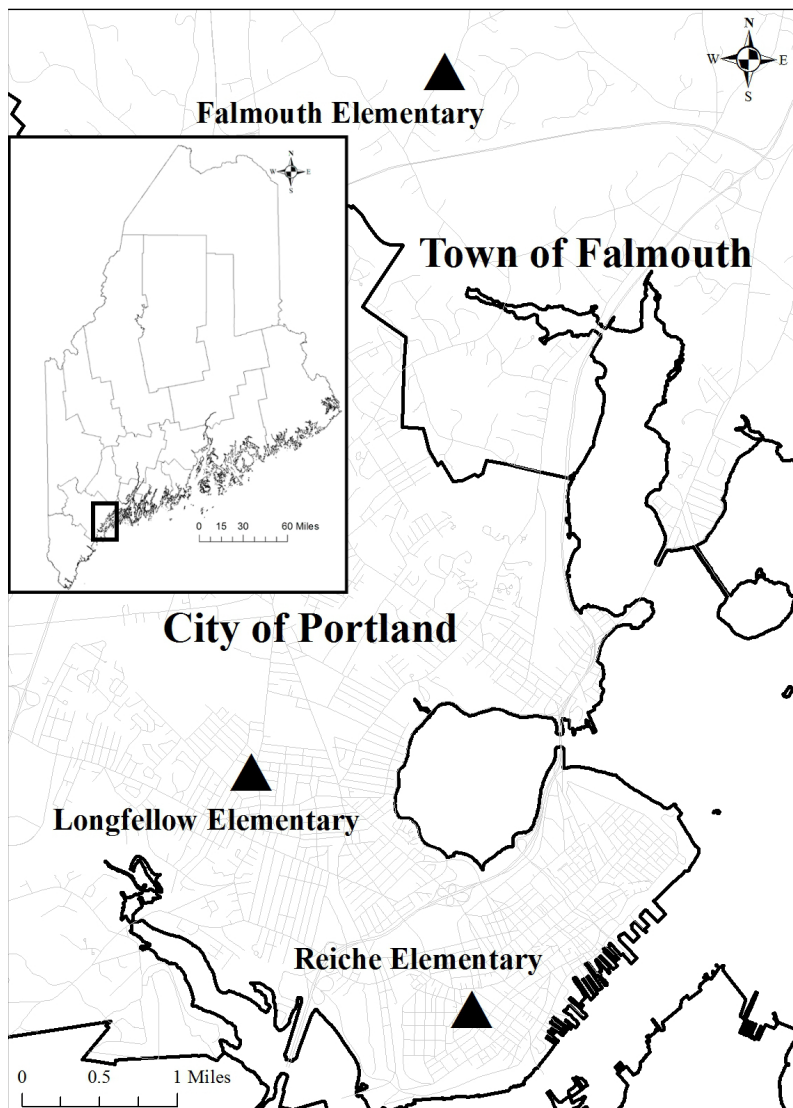 N
W E
S
Falmouth Elementary
N
W E
S
Town of Falmouth
0 15 30 60 Miles
City of Portland
Longfellow Elementary
Reiche Elementary
0 0.5 1 Miles